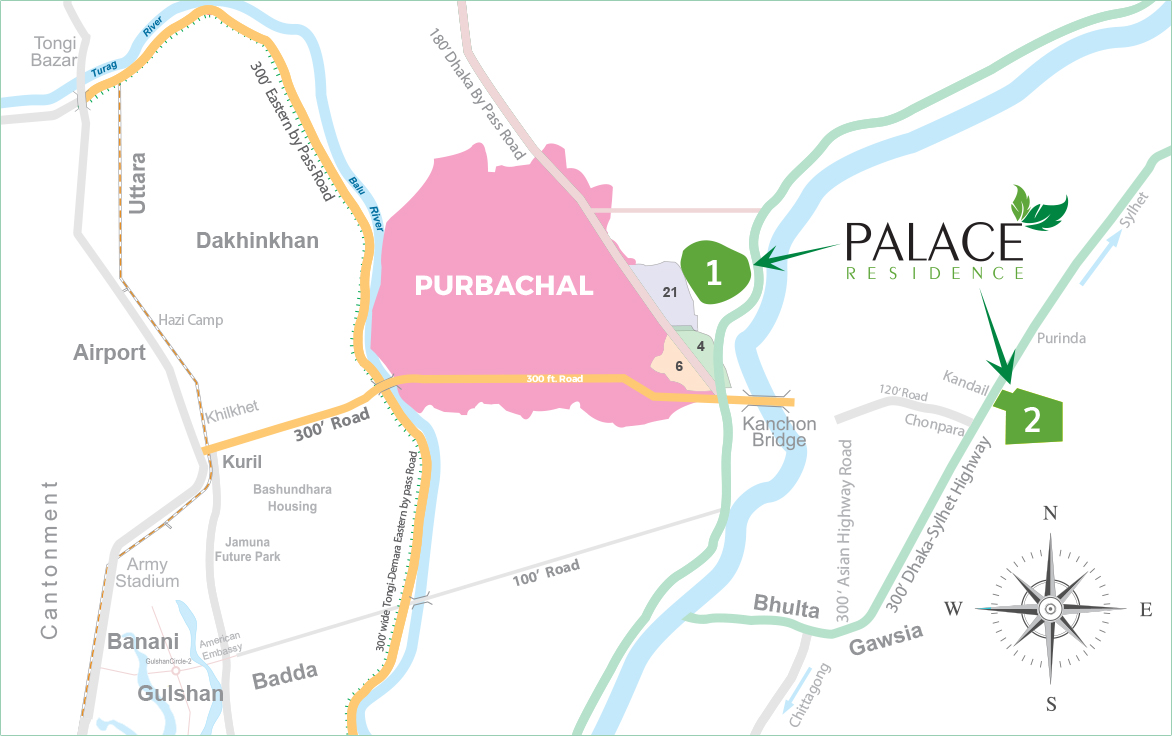 Tongi
Bazar
Turag
River
180' Dhaka By Pass Road
300' Eastern by Pass Road
Uttara
Balu
River
Dakhinkhan
PURBACHAL
1
PALACE
RESIDENCE
Sylhet
21
Hazi Camp
4
Purinda
Airport
6
300 ft. Road
Kandail
120' Road
2
Khilkhet
300' Road
Kanchon
Bridge
Chonpara
Kuril
Bashundhara
Housing
300' wide Tongi-Demara Eastern by pass Road
300' Asian Highway Road
300' Dhaka-Sylhet Highway
Cantonment
Jamuna
Future Park
N
Army
Stadium
100' Road
W
E
Bhulta
Gawsia
Banani
American
Embassy
GulshanCircle-2
Badda
Gulshan
Chittagong
S